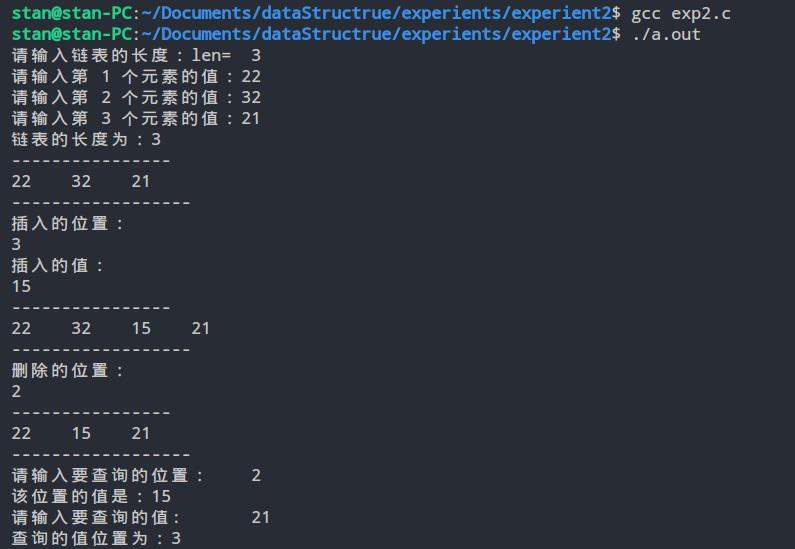 stan@stan-PC:~/Documents/dataStructrue/experients/experient2$ gcc exp2.c
stan@stan-PC:~/Documents/dataStructrue/experients/experient2$ ./a.out
请输入链表的长度：len=  3
请输入第 1 个元素的值：22
请输入第 2 个元素的值：32
请输入第 3 个元素的值：21
链表的长度为：3
----------------
22    32    21
------------------
插入的位置：
3
插入的值：
15
----------------
22    32    15    21
------------------
删除的位置：
2
----------------
22    15    21
------------------
请输入要查询的位置：    2
该位置的值是：15
请输入要查询的值：      21
查询的值位置为：3